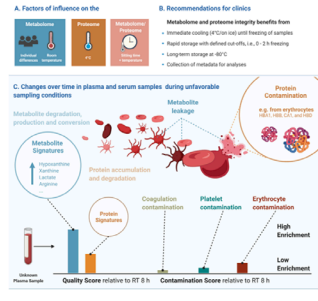 A. Factors of influence on the
Metabolome
Individual differences
Room temperature
Proteome
4°C
Metabolome/
Proteome
Sitting time + temperature
B. Recommendations for clinics
Metabolome and proteome integrity benefits from
Immediate cooling (4°C/on ice) until freezing of samples
Rapid storage with defined cut-offs, i.e., 0 - 2 h freezing
Long-term storage at -80°C
Collection of metadata for analyses
C. Changes over time in plasma and serum samples during unfavorable
sampling conditions
Metabolite degradation,
production and conversion
Metabolite
leakage
Protein
Contamination
e.g. from erythrocytes
HBA1, HBB, CA1, and HBD
Metabolite
Signatures
Hypoxanthine
Xanthine
Lactate
Arginine
...
Protein accumulation
and degradation
Protein
Signatures
Coagulation
contamination
Platelet
contamination
Erythrocyte
contamination
High
Enrichment
Low
Enrichment
Unknown
Plasma Sample
Quality Score relative to RT 8 h
Contamination Score relative to RT 8 h